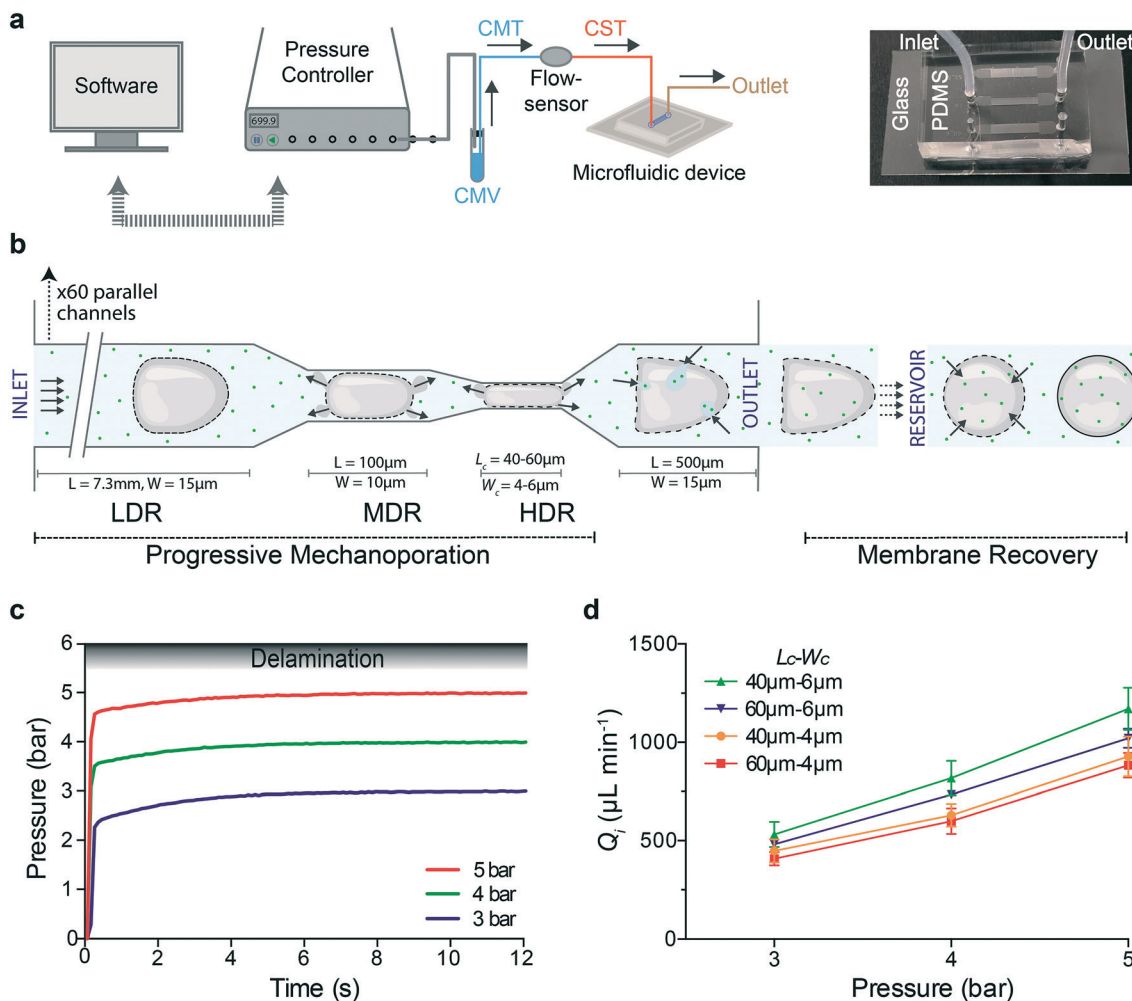 a
Software
Pressure
Controller
699.9
CMT
CST
Flow-
sensor
Outlet
CMV
Microfluidic device
Inlet
Outlet
Glass
PDMS
b
x60 parallel
channels
INLET
OUTLET
RESERVOIR
L = 7.3mm, W = 15µm
L = 100µm
W = 10µm
Lc = 40-60µm
Wc = 4-6µm
L = 500µm
W = 15µm
LDR
MDR
HDR
Progressive Mechanoporation
Membrane Recovery
c
Delamination
Pressure (bar)
6
5
4
3
2
1
0
5 bar
4 bar
3 bar
0 2 4 6 8 10 12
Time (s)
d
Qi (µL min-1)
1500
1000
500
0
Lc-Wc
40µm-6µm
60µm-6µm
40µm-4µm
60µm-4µm
3 4 5
Pressure (bar)